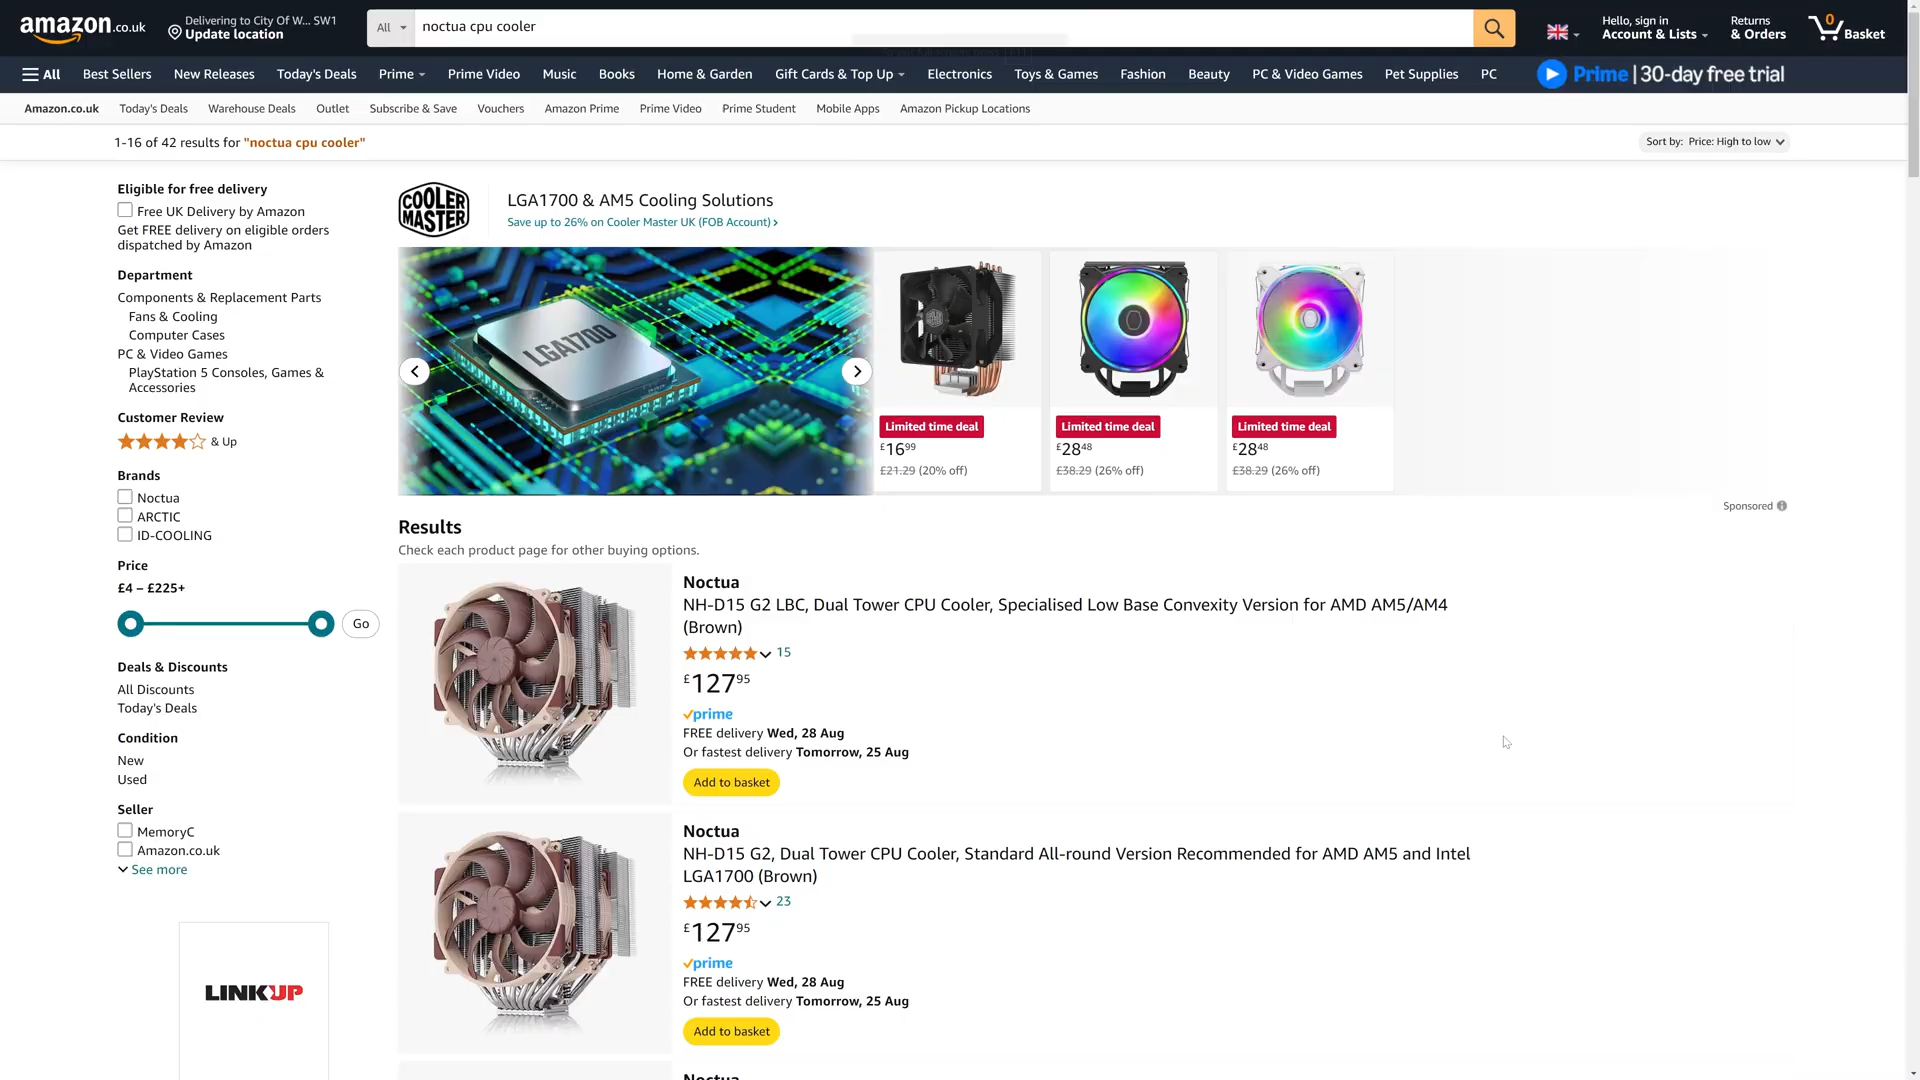 amazon.co.uk
Delivering to City Of W... SW1
Update location
All
noctua cpu cooler
Hello, sign in
Account & Lists
Returns
& Orders
0
Basket
All
Best Sellers
New Releases
Today's Deals
Prime
Prime Video
Music
Books
Home & Garden
Gift Cards & Top Up
Electronics
Toys & Games
Fashion
Beauty
PC & Video Games
Pet Supplies
PC
Prime | 30-day free trial
Amazon.co.uk
Today's Deals
Warehouse Deals
Outlet
Subscribe & Save
Vouchers
Amazon Prime
Prime Video
Prime Student
Mobile Apps
Amazon Pickup Locations
1-16 of 42 results for "noctua cpu cooler"
Sort by: Price: High to low
Eligible for free delivery
Free UK Delivery by Amazon
Get FREE delivery on eligible orders
dispatched by Amazon
Department
Components & Replacement Parts
Fans & Cooling
Computer Cases
PC & Video Games
PlayStation 5 Consoles, Games &
Accessories
Customer Review
& Up
Brands
Noctua
ARCTIC
ID-COOLING
Price
£4 – £225+
Go
Deals & Discounts
All Discounts
Today's Deals
Condition
New
Used
Seller
MemoryC
Amazon.co.uk
See more
LINKUP
COOLER
MASTER
LGA1700 & AM5 Cooling Solutions
Save up to 26% on Cooler Master UK (FOB Account) ›
LGA1700
Limited time deal
£16.99
£21.29 (20% off)
Limited time deal
£28.48
£38.29 (26% off)
Limited time deal
£28.48
£38.29 (26% off)
Sponsored
Results
Check each product page for other buying options.
Noctua
NH-D15 G2 LBC, Dual Tower CPU Cooler, Specialised Low Base Convexity Version for AMD AM5/AM4
(Brown)
15
£127.95
prime
FREE delivery Wed, 28 Aug
Or fastest delivery Tomorrow, 25 Aug
Add to basket
Noctua
NH-D15 G2, Dual Tower CPU Cooler, Standard All-round Version Recommended for AMD AM5 and Intel
LGA1700 (Brown)
23
£127.95
prime
FREE delivery Wed, 28 Aug
Or fastest delivery Tomorrow, 25 Aug
Add to basket
Noctua